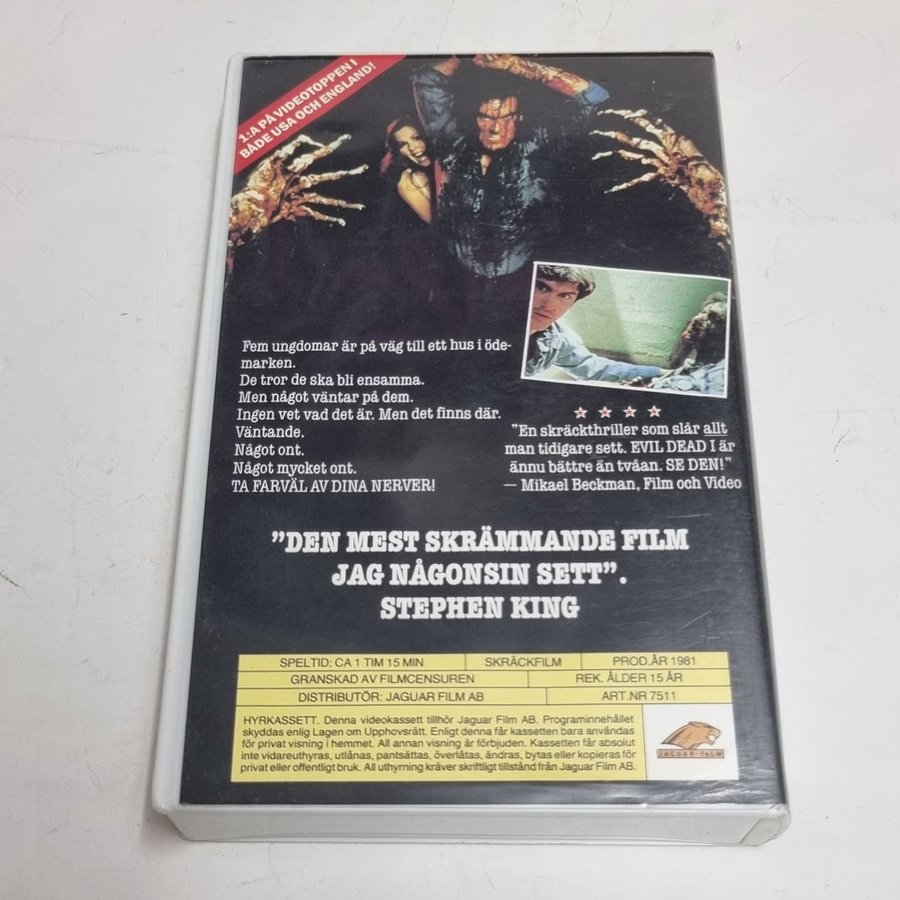 1:A PÅ VIDEOTOPPEN I
BÅDE USA OCH ENGLAND!
Fem ungdomar är på väg till ett hus i öde-
marken.
De tror de ska bli ensamma.
Men något väntar på dem.
Ingen vet vad det är. Men det finns där.
Väntande.
Något ont.
Något mycket ont.
TA FARVÄL AV DINA NERVER!
"En skräckthriller som slår allt
man tidigare sett. EVIL DEAD I är
ännu bättre än tvåan. SE DEN!"
— Mikael Beckman, Film och Video
"DEN MEST SKRÄMMANDE FILM
JAG NÅGONSIN SETT".
STEPHEN KING
SPELTID: CA 1 TIM 15 MIN SKRÄCKFILM PROD.ÅR 1981
GRANSKAD AV FILMCENSUREN REK. ÅLDER 15 ÅR
DISTRIBUTÖR: JAGUAR FILM AB ART.NR 7511
HYRKASSETT. Denna videokassett tillhör Jaguar Film AB. Programinnehållet
skyddas enlig Lagen om Upphovsrätt. Enligt denna får kassetten bara användas
för privat visning i hemmet. All annan visning är förbjuden. Kassetten får absolut
inte vidareuthyras, utlånas, pantsättas, överlåtas, ändras, bytas eller kopieras för
privat eller offentligt bruk. All uthyrning kräver skriftligt tillstånd från Jaguar Film AB.
JAGUAR-FILM